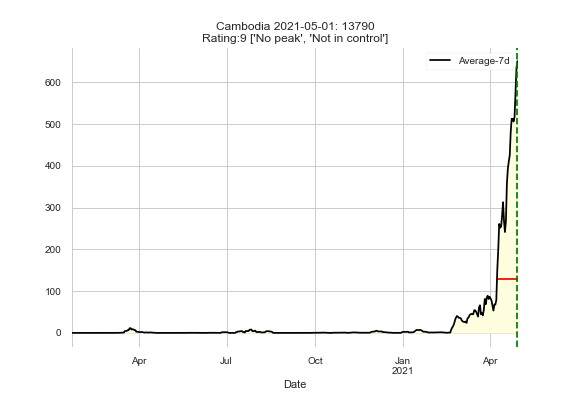 Cambodia 2021-05-01: 13790
Rating:9 ['No peak', 'Not in control']
Average-7d
600
500
400
300
200
100
0
Apr
Jul
Oct
Jan
2021
Apr
Date